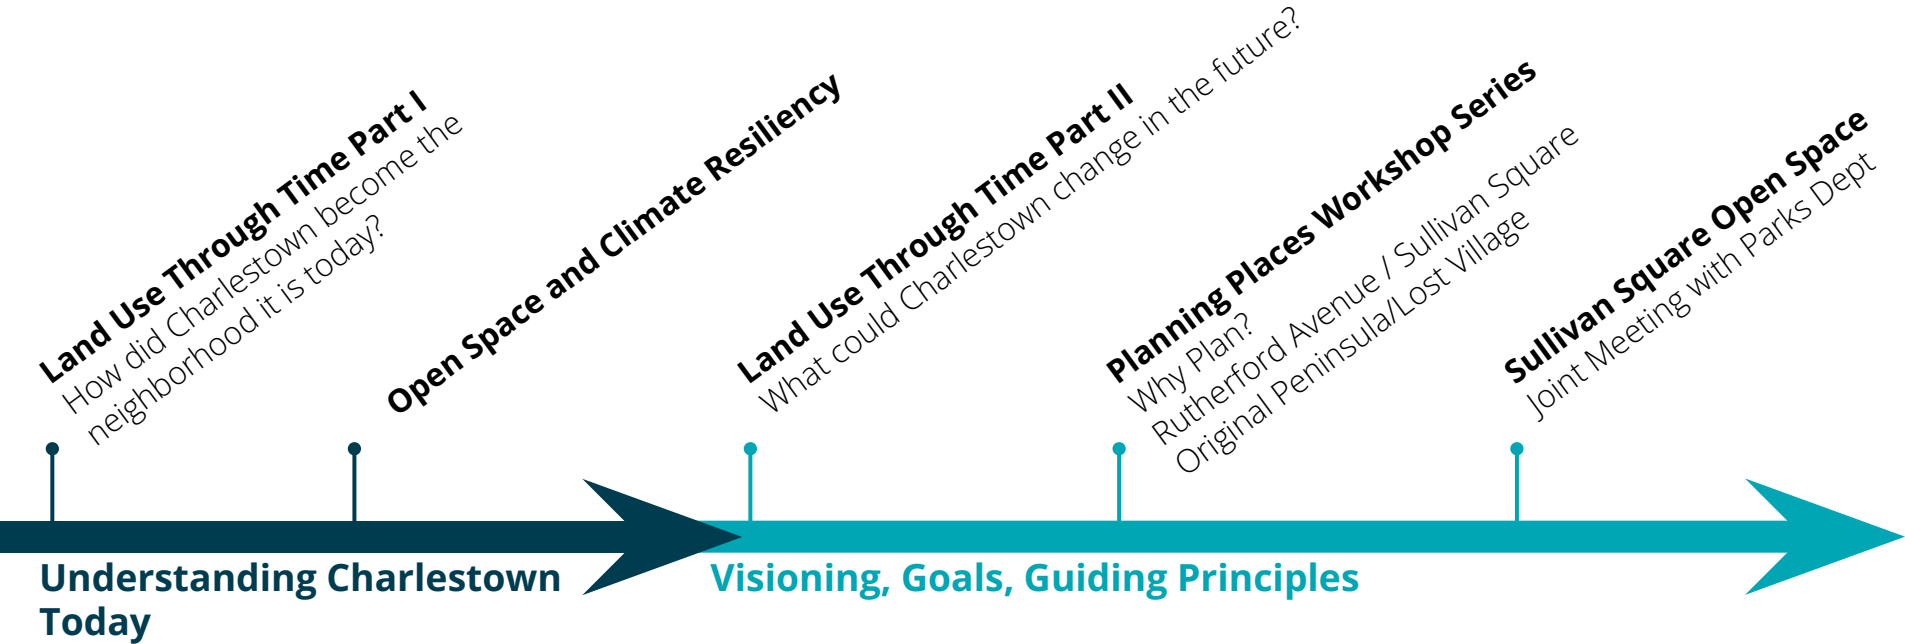 Land Use Through Time Part I
How did Charlestown become the
neighborhood it is today?
Open Space and Climate Resiliency
Land Use Through Time Part II
What could Charlestown change in the future?
Planning Places Workshop Series
Why Plan?
Rutherford Avenue / Sullivan Square
Original Peninsula/Lost Village
Sullivan Square Open Space
Joint Meeting with Parks Dept
Understanding Charlestown
Today
Visioning, Goals, Guiding Principles